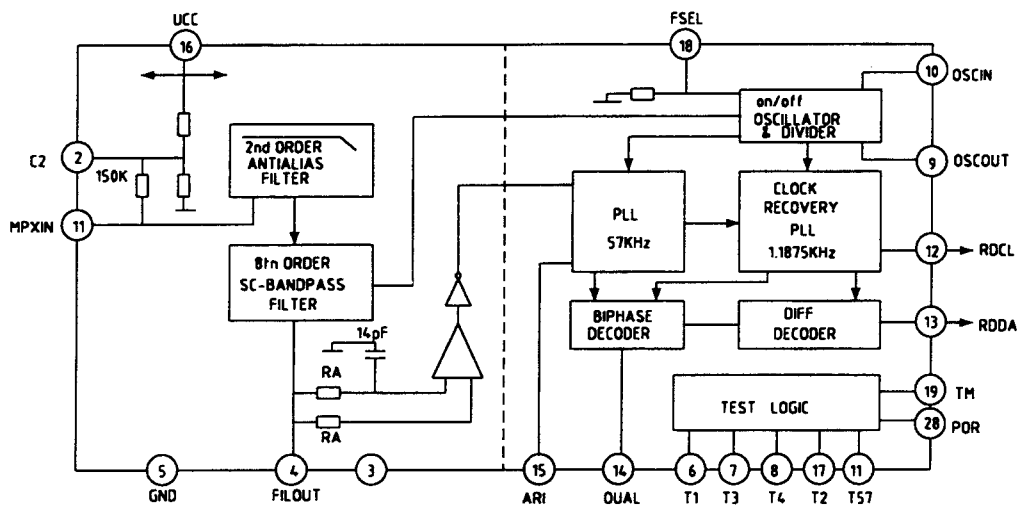 UCC
16
FSEL
18
10
OSCIN
on/off
OSCILLATOR
& DIVIDER
2nd ORDER
ANTIALIAS
FILTER
C2
2
150K
9
OSCOUT
MPXIN
11
PLL
57KHz
CLOCK
RECOVERY
PLL
1.1875KHz
12
RDCL
8tn ORDER
SC-BANDPASS
FILTER
BIPHASE
DECODER
DIFF
DECODER
13
RDDA
14pF
RA
RA
TEST LOGIC
19
TM
28
POR
5
GND
4
FILOUT
3
15
ARI
14
QUAL
6
T1
7
T3
8
T4
17
T2
11
T57